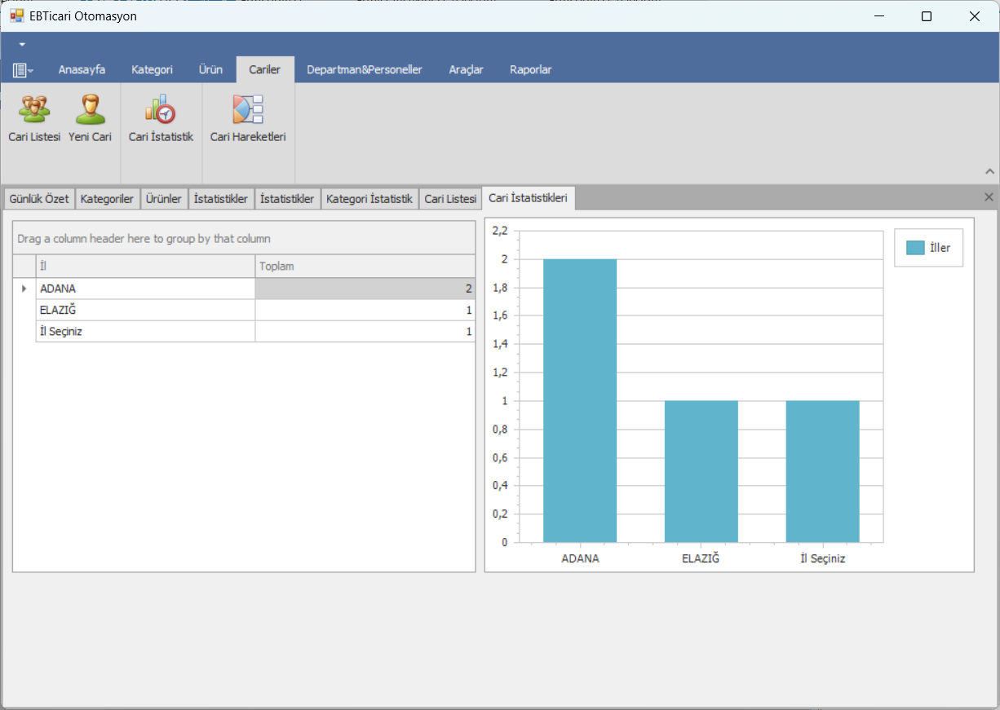 EBTicari Otomasyon
Anasayfa Kategori Ürün Cariler Departman&Personeller Araçlar Raporlar
Cari Listesi Yeni Cari Cari İstatistik Cari Hareketleri
Günlük Özet Kategoriler Ürünler İstatistikler İstatistikler Kategori İstatistik Cari Listesi Cari İstatistikleri
Drag a column header here to group by that column
İl Toplam
ADANA 2
ELAZIĞ 1
İl Seçiniz 1
2,2
2
1,8
1,6
1,4
1,2
1
0,8
0,6
0,4
0,2
0
ADANA ELAZIĞ İl Seçiniz
İller